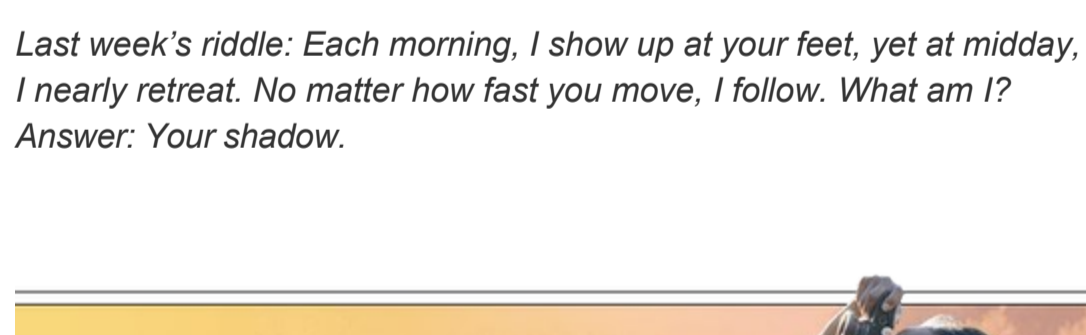 Last week’s riddle: Each morning, I show up at your feet, yet at midday,
I nearly retreat. No matter how fast you move, I follow. What am I?
Answer: Your shadow.